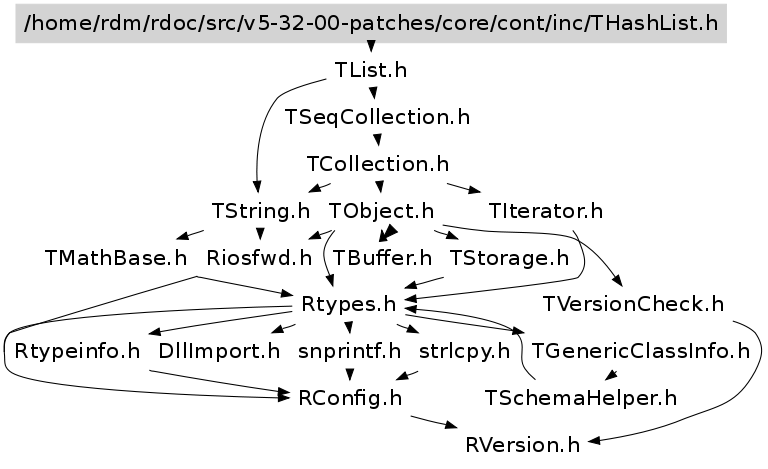 /home/rdm/rdoc/src/v5-32-00-patches/core/cont/inc/THashList.h
TList.h
TSeqCollection.h
TCollection.h
TString.h TObject.h TIterator.h
TMathBase.h Riosfwd.h TBuffer.h TStorage.h
Rtypes.h TVersionCheck.h
Rtypeinfo.h DllImport.h snprintf.h strlcpy.h TGenericClassInfo.h
RConfig.h TSchemaHelper.h
RVersion.h